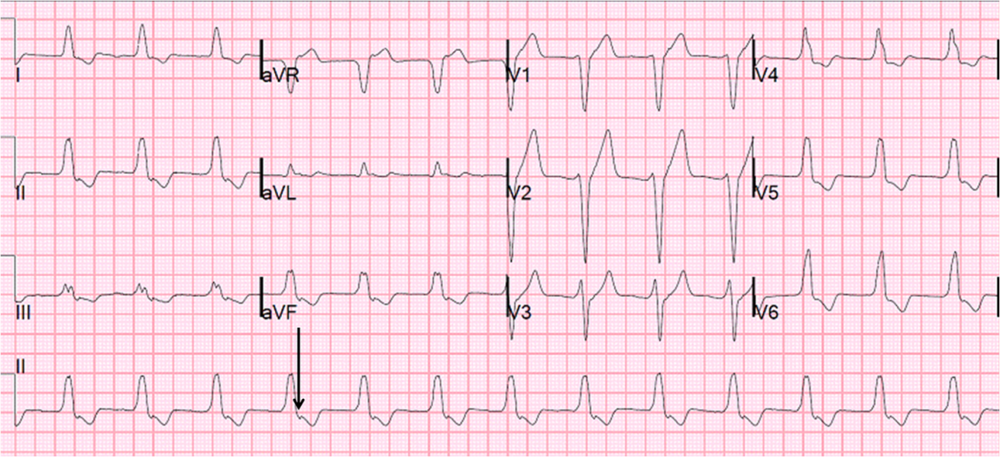 I aVR V1 V4
II aVL V2 V5
III aVF V3 V6
II